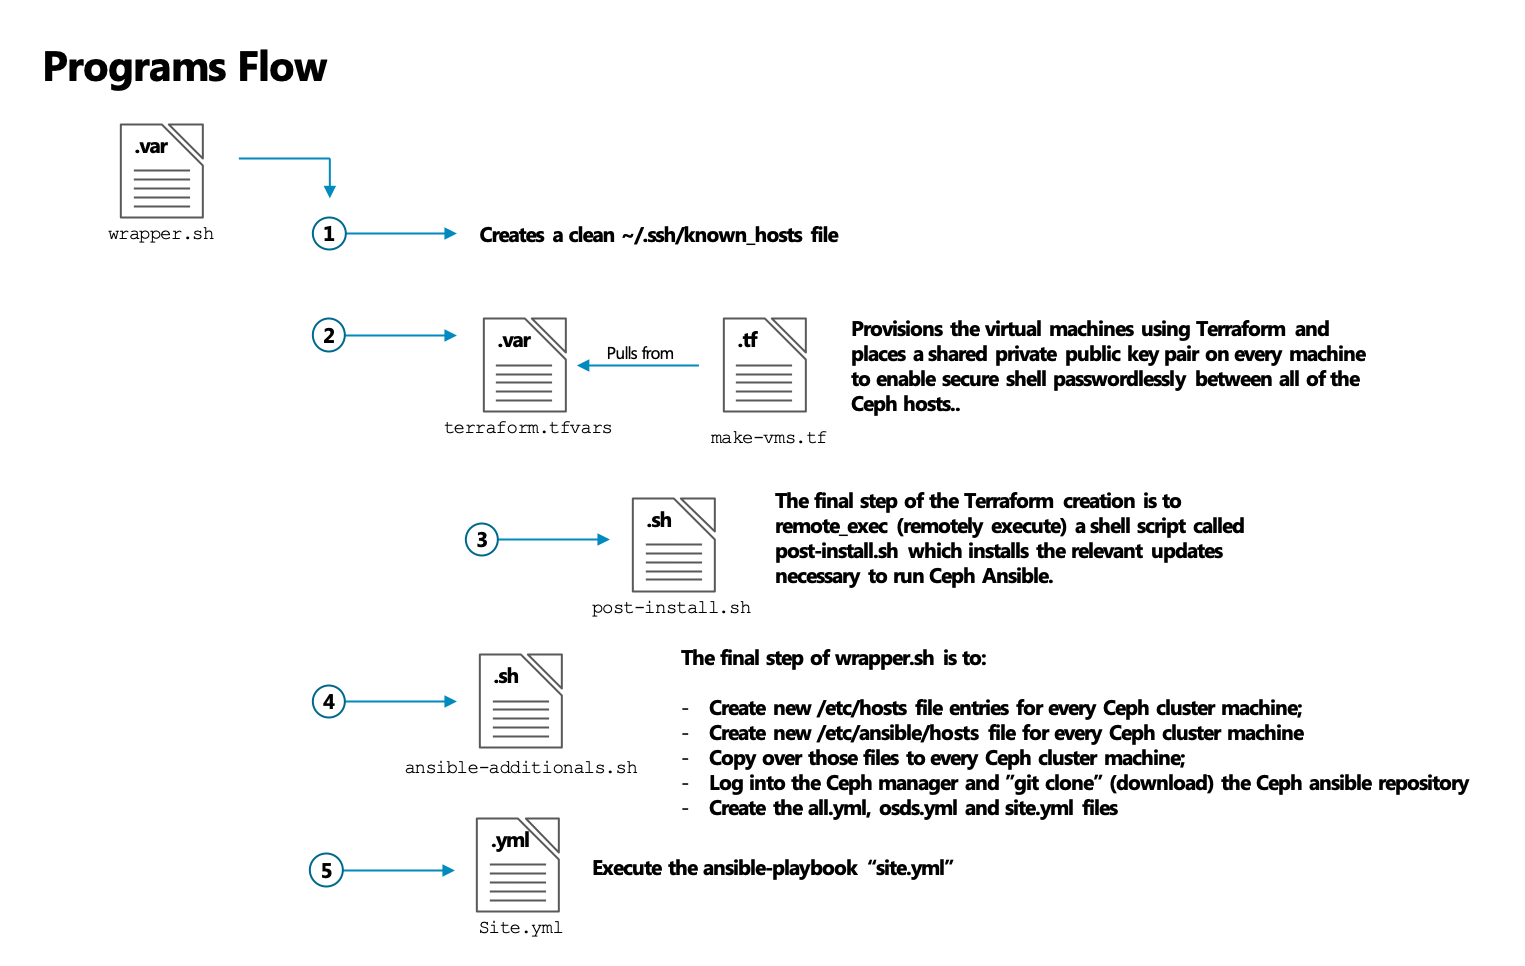 Programs Flow
.var
wrapper.sh
1
Creates a clean ~/.ssh/known_hosts file
2
.var
terraform.tfvars
Pulls from
.tf
make-vms.tf
Provisions the virtual machines using Terraform and
places a shared private public key pair on every machine
to enable secure shell passwordlessly between all of the
Ceph hosts..
3
.sh
post-install.sh
The final step of the Terraform creation is to
remote_exec (remotely execute) a shell script called
post-install.sh which installs the relevant updates
necessary to run Ceph Ansible.
4
.sh
ansible-additionals.sh
The final step of wrapper.sh is to:
- Create new /etc/hosts file entries for every Ceph cluster machine;
- Create new /etc/ansible/hosts file for every Ceph cluster machine
- Copy over those files to every Ceph cluster machine;
- Log into the Ceph manager and ”git clone” (download) the Ceph ansible repository
- Create the all.yml, osds.yml and site.yml files
5
.yml
Site.yml
Execute the ansible-playbook “site.yml”